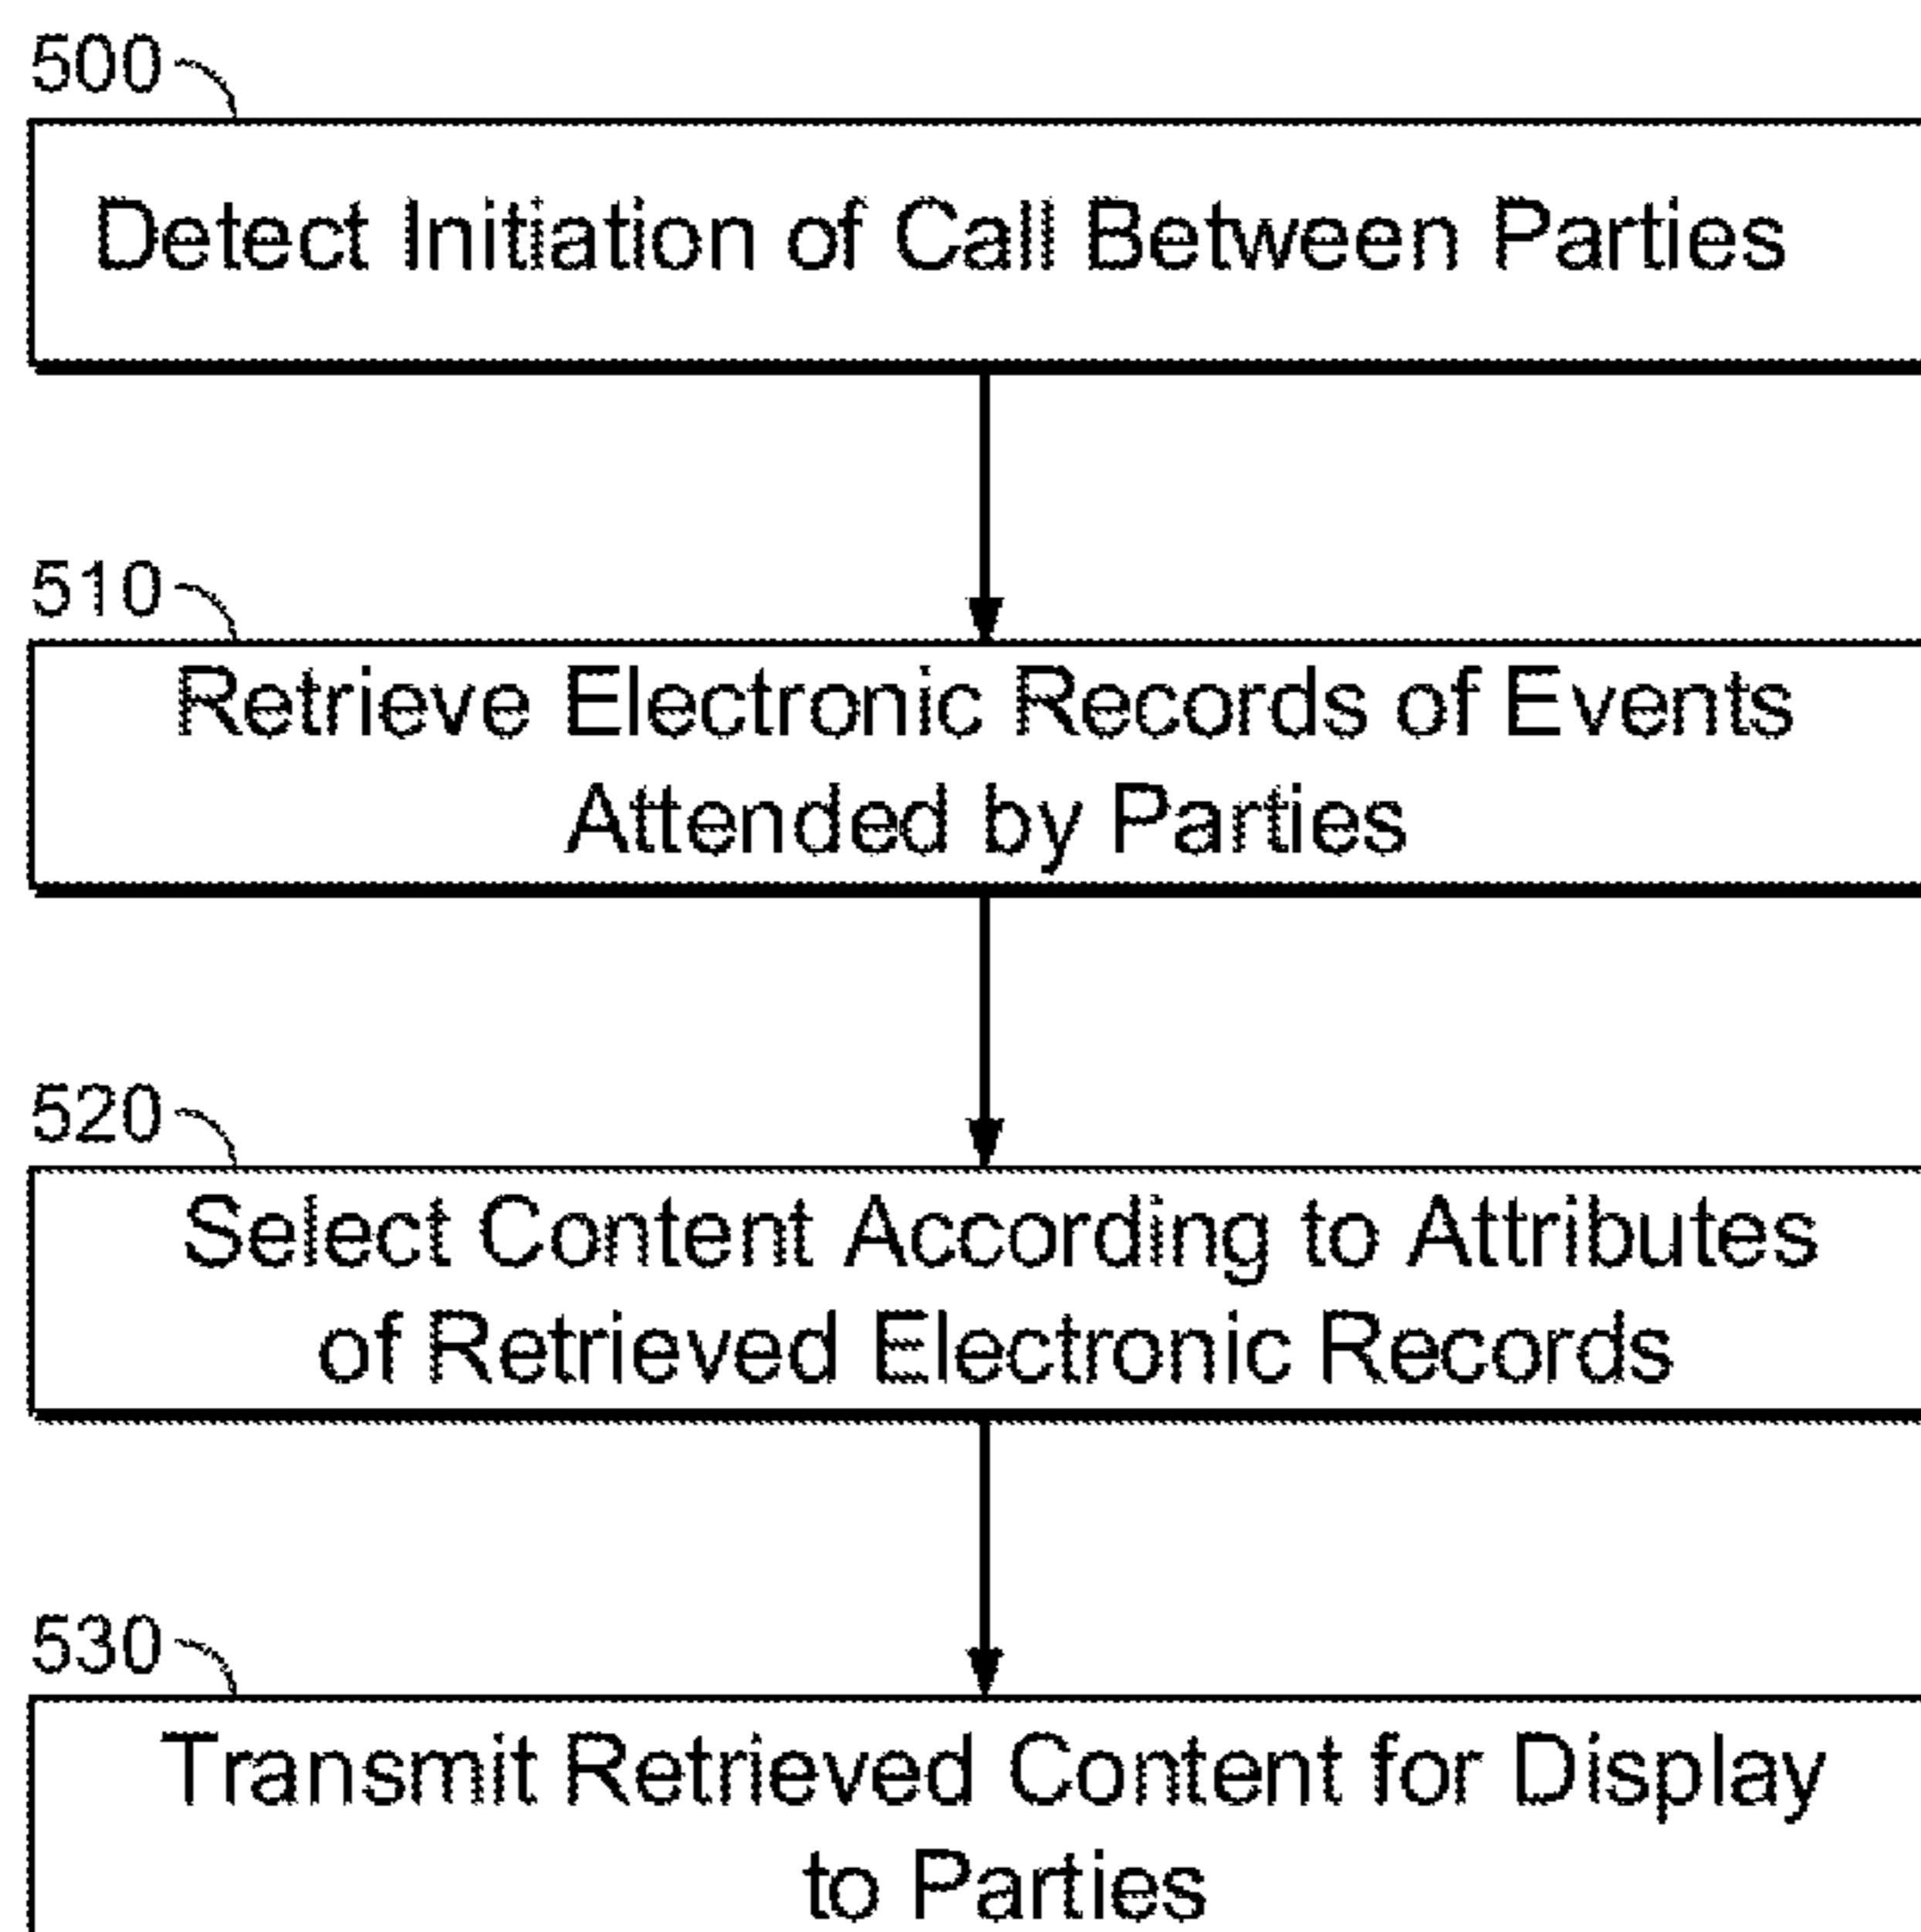 500
Detect Initiation of Call Between Parties
510
Retrieve Electronic Records of Events
Attended by Parties
520
Select Content According to Attributes
of Retrieved Electronic Records
530
Transmit Retrieved Content for Display
to Parties